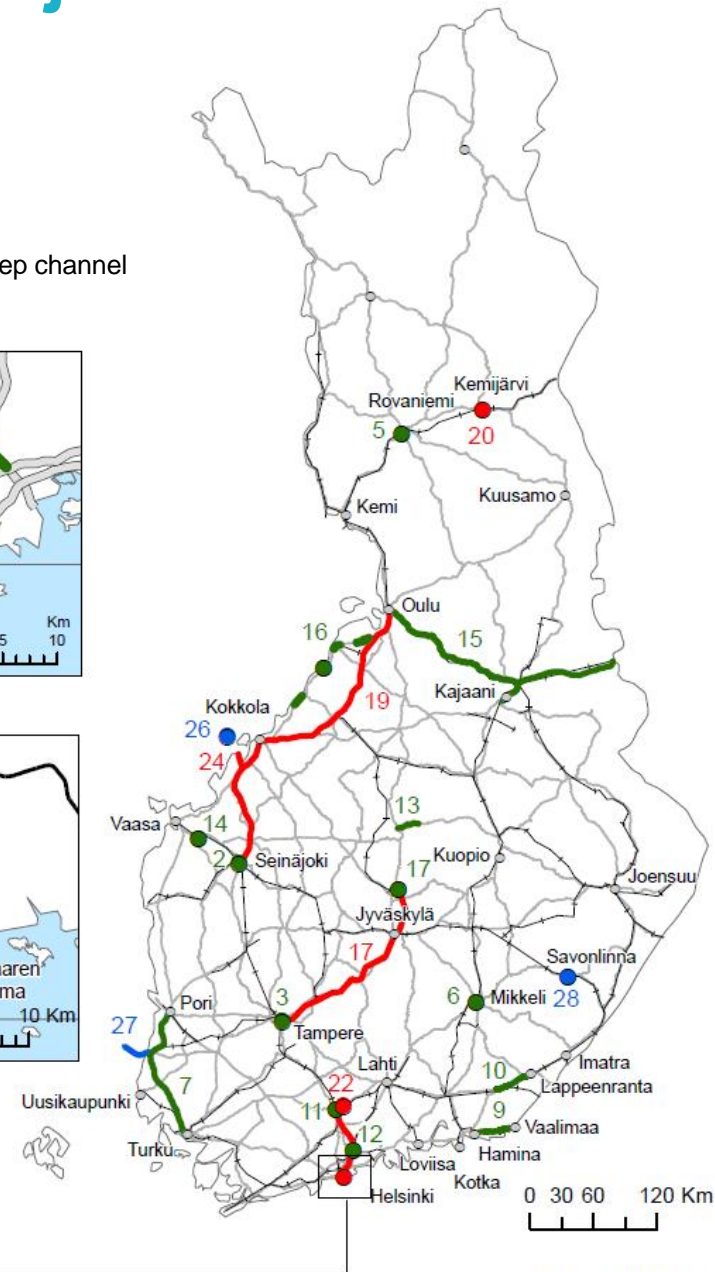 j
ep channel
Kemijärvi
Rovaniemi
5
20
Kuusamo
Kemi
Oulu
16
15
Km
5 10
Kajaani
19
Kokkola
26
24
13
14
Vaasa
2
Seinäjoki
Kuopio
17
Joensuu
Jyväskylä
17
Savonlinna
aren
ma
10 Km
Pori
3
6
Mikkeli
28
27
Tampere
Lahti
Imatra
10
Lappeenranta
7
22
Uusikaupunki
11
9
Vaalimaa
12
Turku
Loviisa
Hamina
Kotka
Helsinki
0 30 60 120 Km